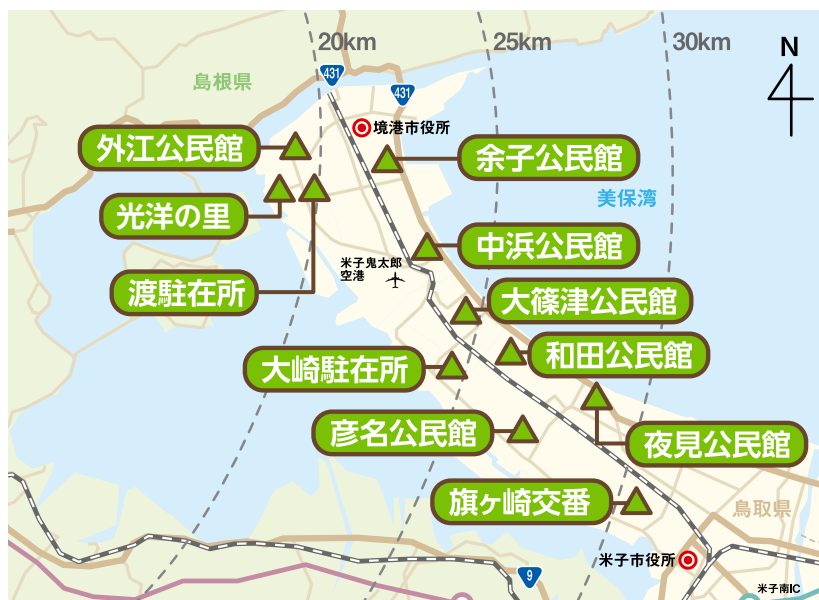 20km
25km
30km
N
島根県
431
431
境港市役所
外江公民館
余子公民館
光洋の里
美保湾
中浜公民館
米子鬼太郎
空港
渡駐在所
大篠津公民館
和田公民館
大崎駐在所
彦名公民館
夜見公民館
旗ヶ崎交番
鳥取県
米子市役所
9
米子南IC